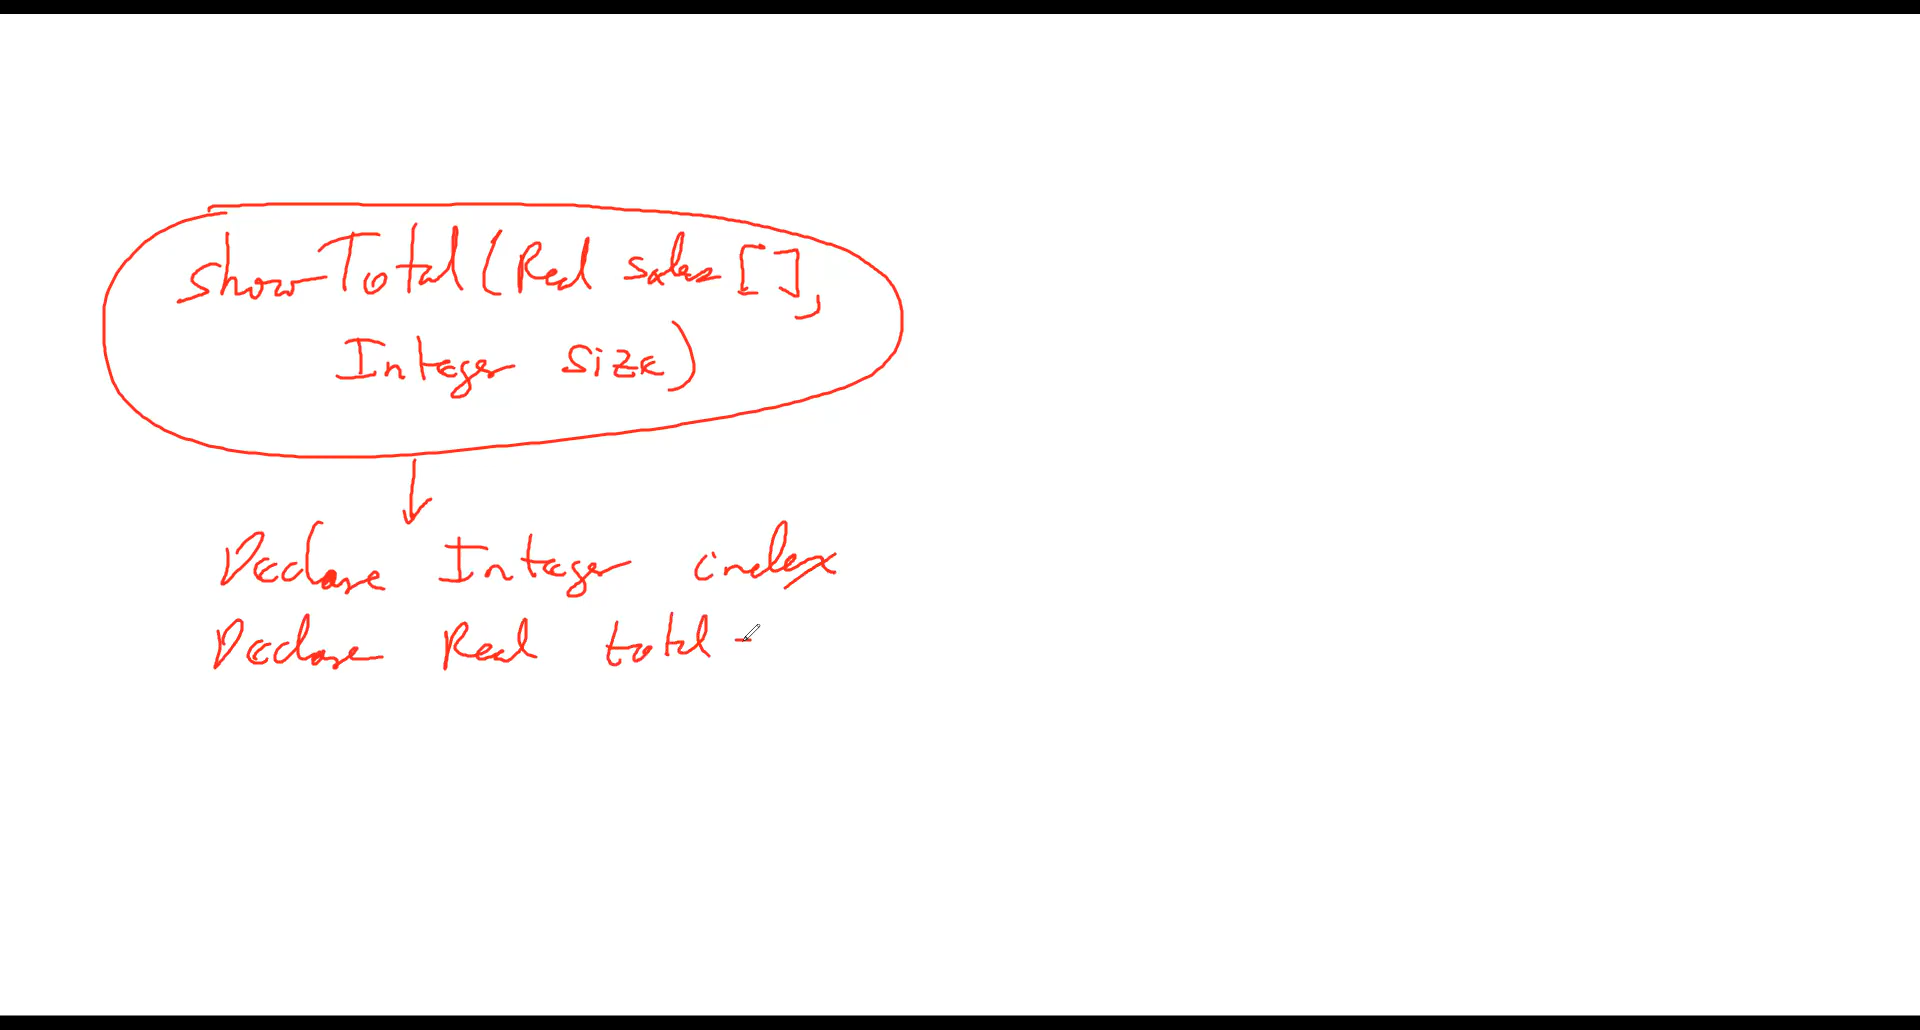 showTotal(Real sales[],
Integer size)
Declare Integer index
Declare Real total -